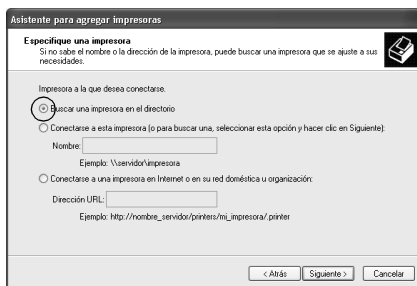 Asistente para agregar impresoras
Especifique una impresora
Si no sabe el nombre o la dirección de la impresora, puede buscar una impresora que se ajuste a sus
necesidades.
Impresora a la que desea conectarse.
Buscar una impresora en el directorio
Conectarse a esta impresora (o para buscar una, seleccionar esta opción y hacer clic en Siguiente):
Nombre:
Ejemplo: \\servidor\impresora
Conectarse a una impresora en Internet o en su red doméstica u organización:
Dirección URL:
Ejemplo: http://nombre_servidor/printers/mi_impresora/.printer
< Atrás Siguiente > Cancelar